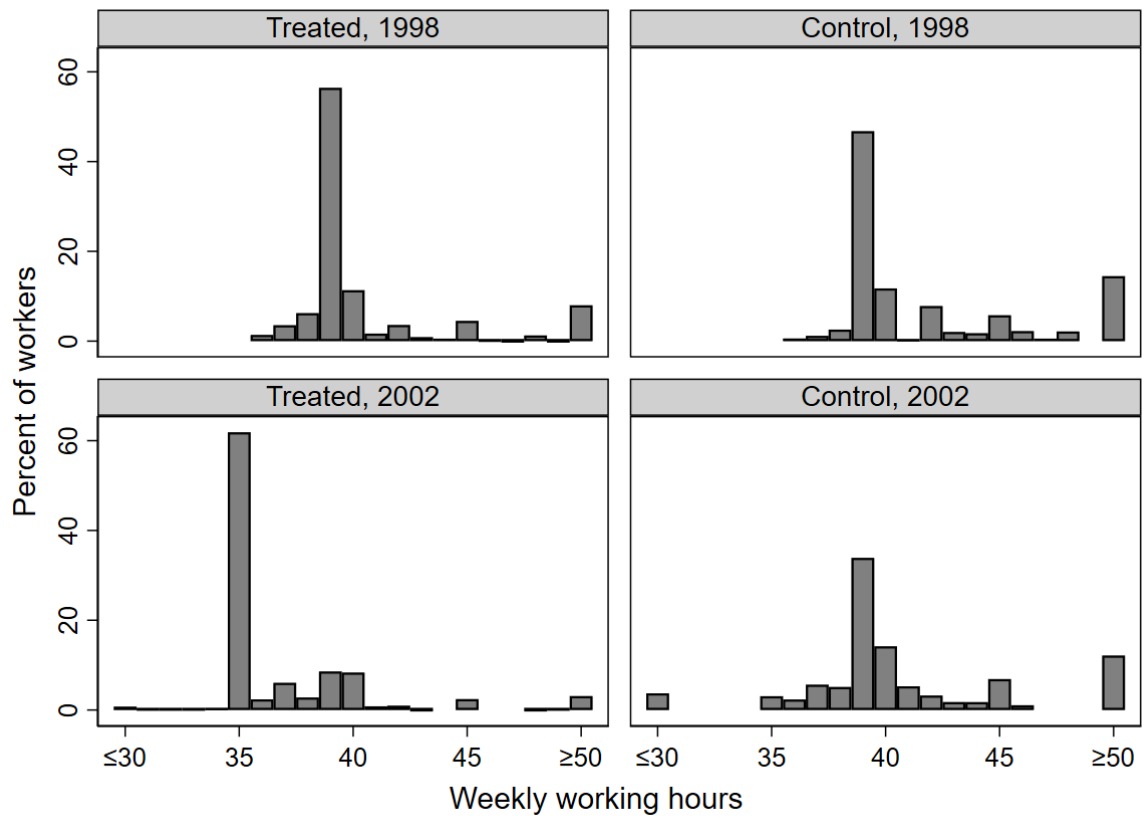 Treated, 1998
Control, 1998
60
40
20
0
Treated, 2002
Control, 2002
60
40
20
0
Percent of workers
≤30 35 40 45 ≥50
≤30 35 40 45 ≥50
Weekly working hours